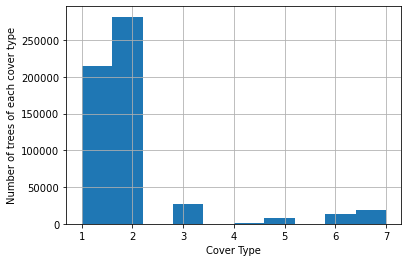 250000
200000
150000
100000
50000
0
1 2 3 4 5 6 7
Cover Type
Number of trees of each cover type